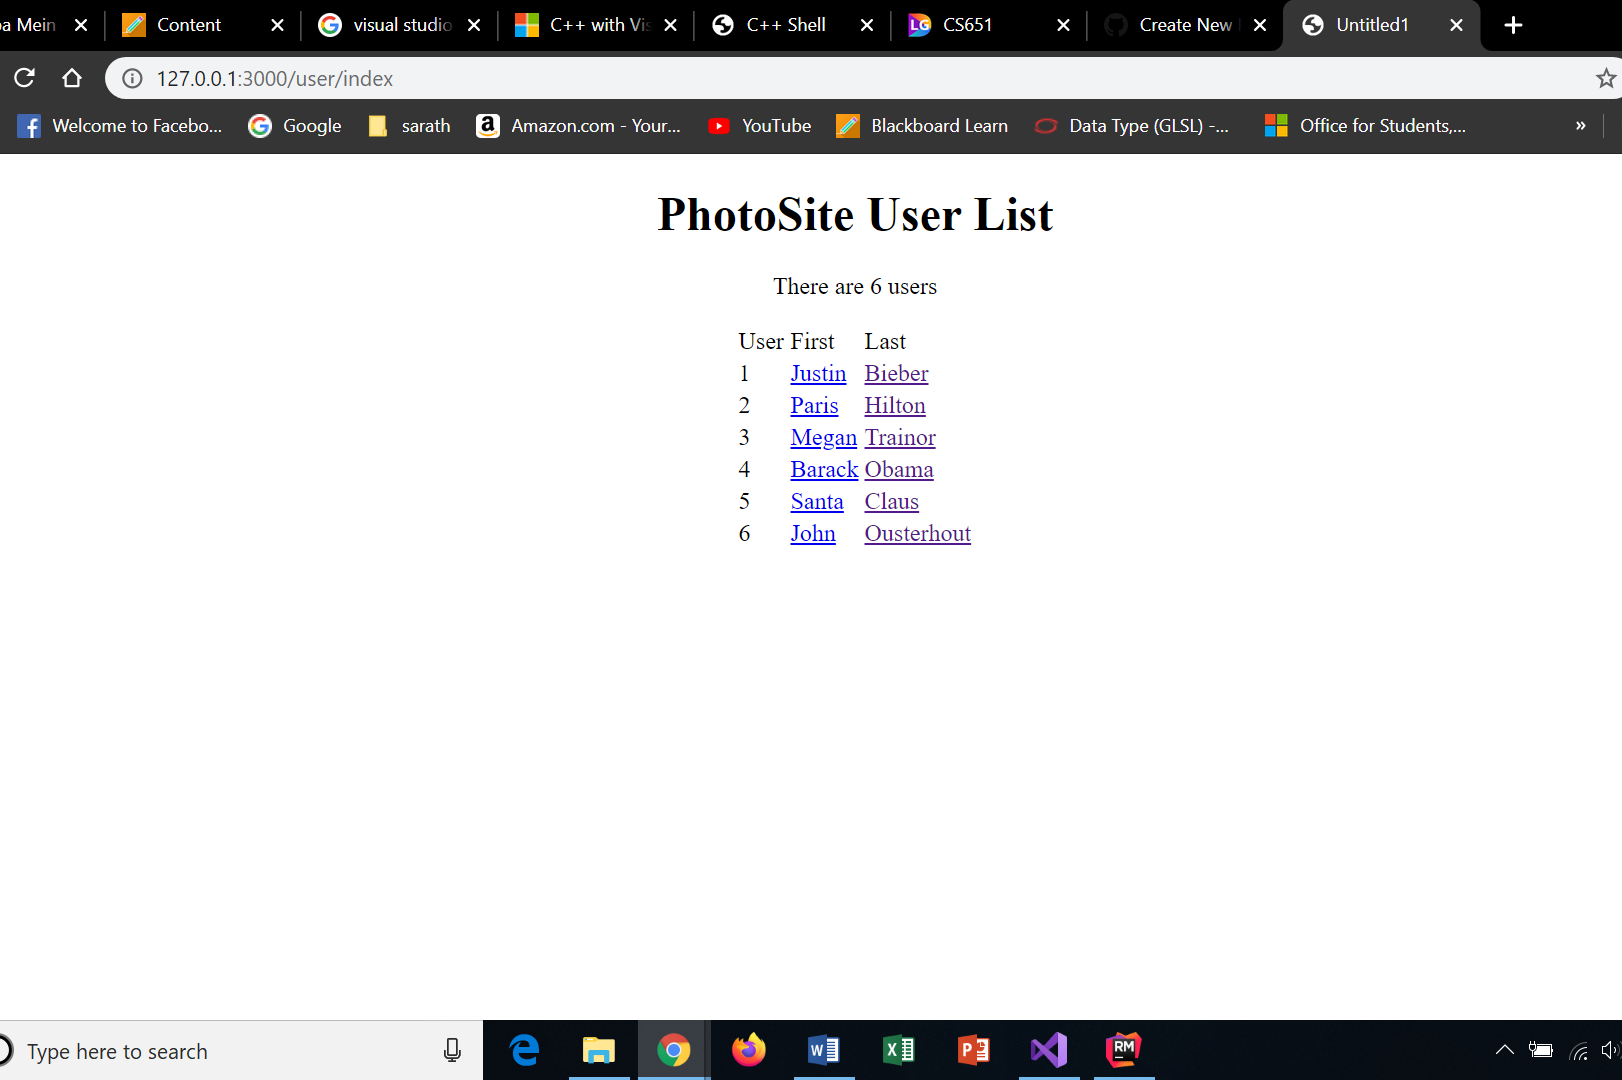 a Mein Content visual studio C++ with Vis C++ Shell CS651 Create New Untitled1
127.0.0.1:3000/user/index
Welcome to Facebo... Google sarath Amazon.com - Your... YouTube Blackboard Learn Data Type (GLSL) -... Office for Students,... »
PhotoSite User List
There are 6 users
User First Last
1 Justin Bieber
2 Paris Hilton
3 Megan Trainor
4 Barack Obama
5 Santa Claus
6 John Ousterhout
Type here to search